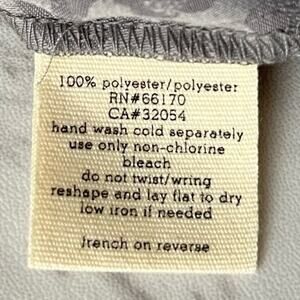 100% polyester/polyester
RN#66170
CA#32054
hand wash cold separately
use only non-chlorine
bleach
do not twist/wring
reshape and lay flat to dry
low iron if needed
french on reverse